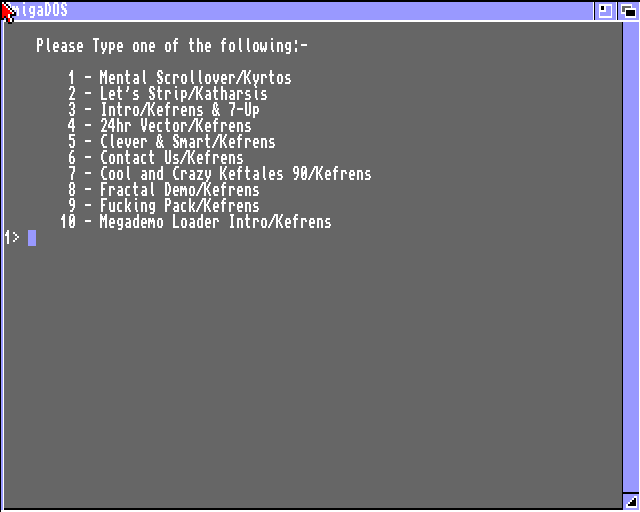 AmigaDOS
Please Type one of the following:-
1 - Mental Scrollover/Kyrtos
2 - Let's Strip/Katharsis
3 - Intro/Kefrens & 7-Up
4 - 24hr Vector/Kefrens
5 - Clever & Smart/Kefrens
6 - Contact Us/Kefrens
7 - Cool and Crazy Keftales 90/Kefrens
8 - Fractal Demo/Kefrens
9 - Fucking Pack/Kefrens
10 - Megademo Loader Intro/Kefrens
1>